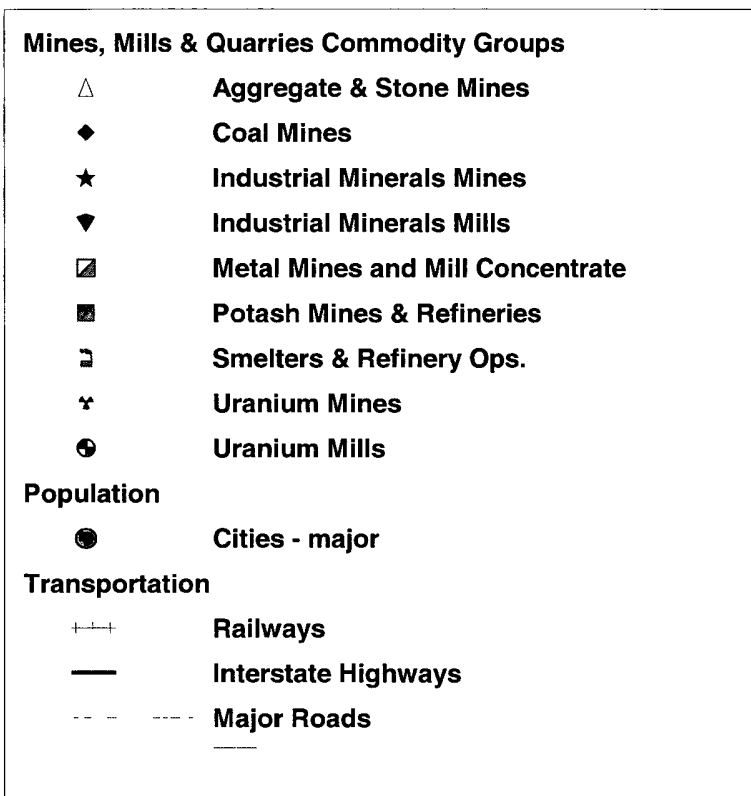 Mines, Mills & Quarries Commodity Groups
Aggregate & Stone Mines
Coal Mines
Industrial Minerals Mines
Industrial Minerals Mills
Metal Mines and Mill Concentrate
Potash Mines & Refineries
Smelters & Refinery Ops.
Uranium Mines
Uranium Mills
Population
Cities - major
Transportation
Railways
Interstate Highways
Major Roads